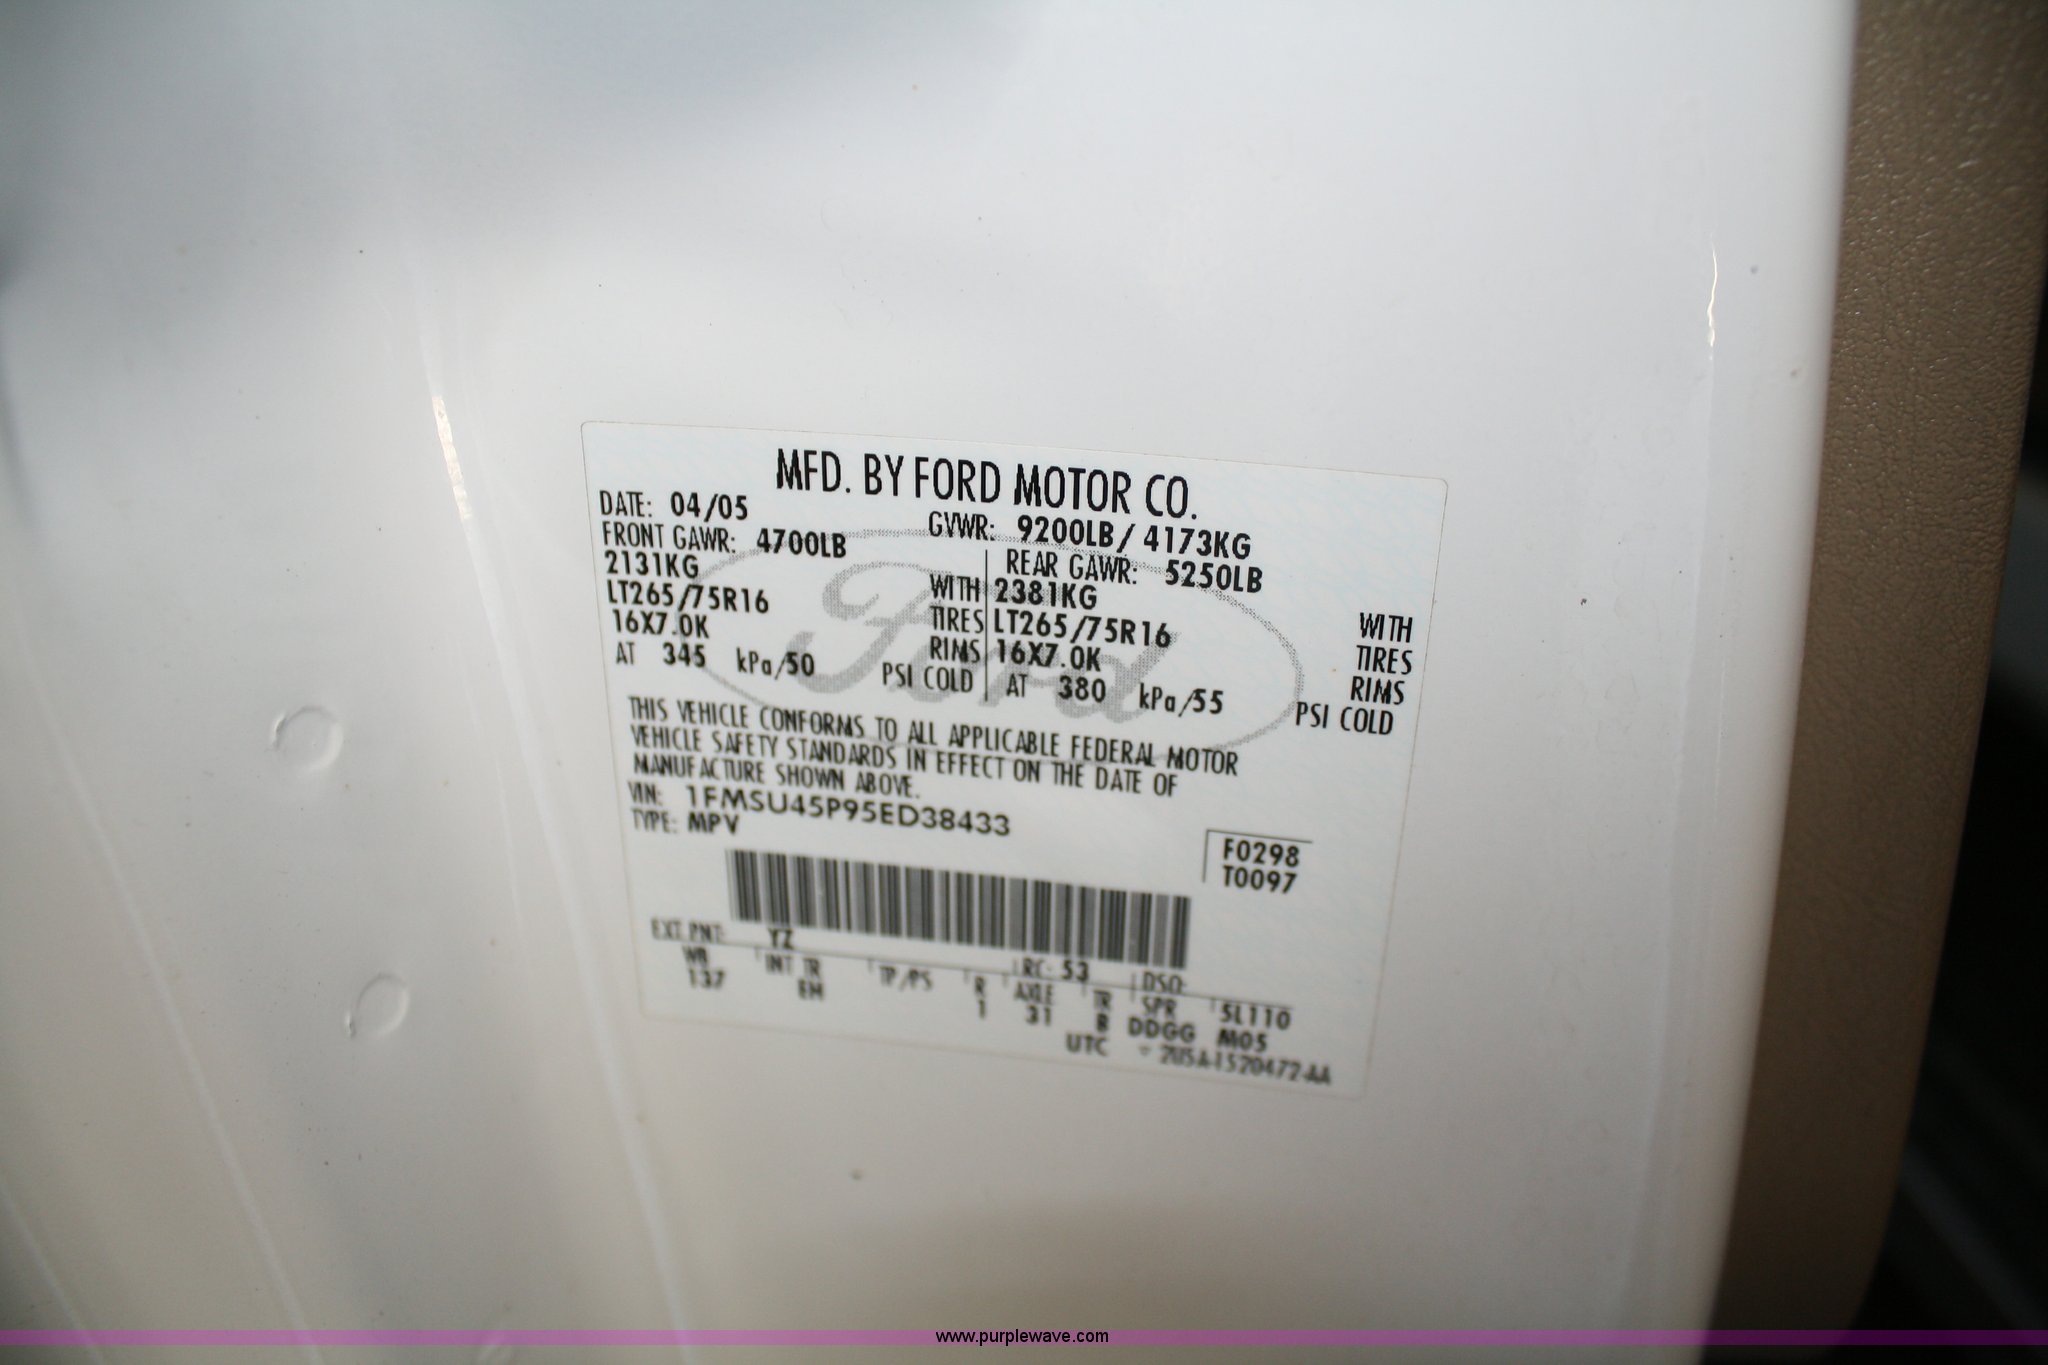 MFD. BY FORD MOTOR CO.
DATE: 04/05 GVWR: 9200LB / 4173KG
FRONT GAWR: 4700LB REAR GAWR: 5250LB
2131KG WITH 2381KG WITH
LT265/75R16 TIRES LT265/75R16 TIRES
16X7.0K RIMS 16X7.0K RIMS
AT 345 kPa/50 PSI COLD AT 380 kPa/55 PSI COLD
Ford
THIS VEHICLE CONFORMS TO ALL APPLICABLE FEDERAL MOTOR
VEHICLE SAFETY STANDARDS IN EFFECT ON THE DATE OF
MANUFACTURE SHOWN ABOVE.
VIN: 1FMSU45P95ED38433
TYPE: MPV
F0298
T0097
EXT PNT: YZ RC: 53 DSO:
WB INT TR TP/PS R AXLE TR SPR 5L110
137 EH 1 31 B DDGG M05
UTC 2U5A-1520472-AA
www.purplewave.com